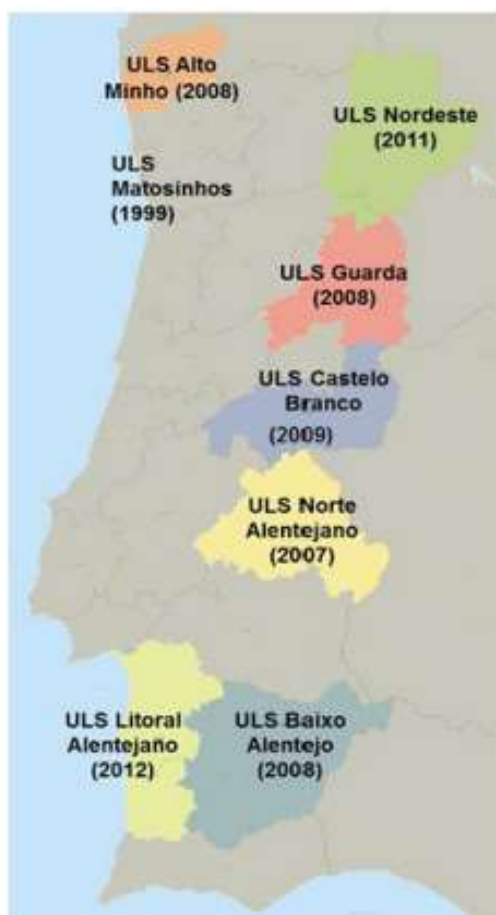 ULS Alto
Minho (2008)
ULS Nordeste
(2011)
ULS
Matosinhos
(1999)
ULS Guarda
(2008)
ULS Castelo
Branco
(2009)
ULS Norte
Alentejano
(2007)
ULS Litoral
Alentejaño
(2012)
ULS Baixo
Alentejo
(2008)